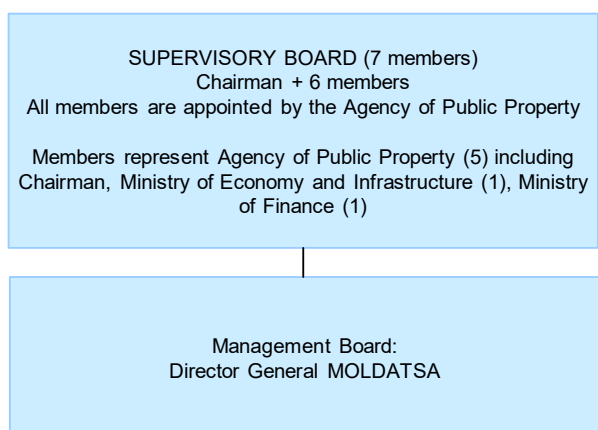 SUPERVISORY BOARD (7 members)
Chairman + 6 members
All members are appointed by the Agency of Public Property
Members represent Agency of Public Property (5) including
Chairman, Ministry of Economy and Infrastructure (1), Ministry
of Finance (1)
Management Board:
Director General MOLDATSA